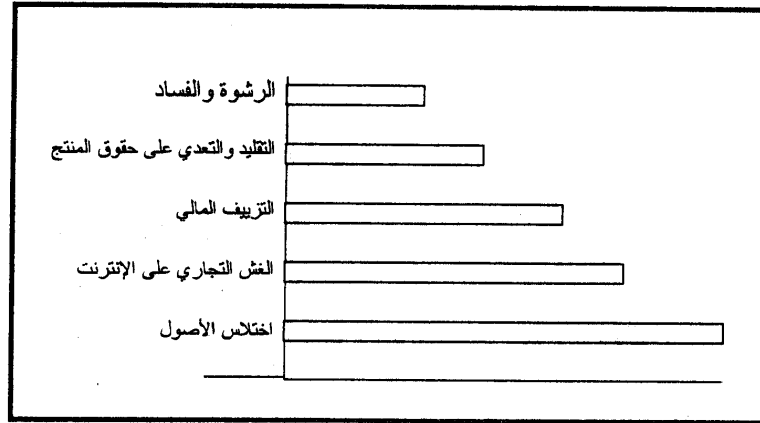 الرشوة والفساد
التقليد والتعدي على حقوق المنتج
التزييف المالي
الغش التجاري على الإنترنت
اختلاس الأصول